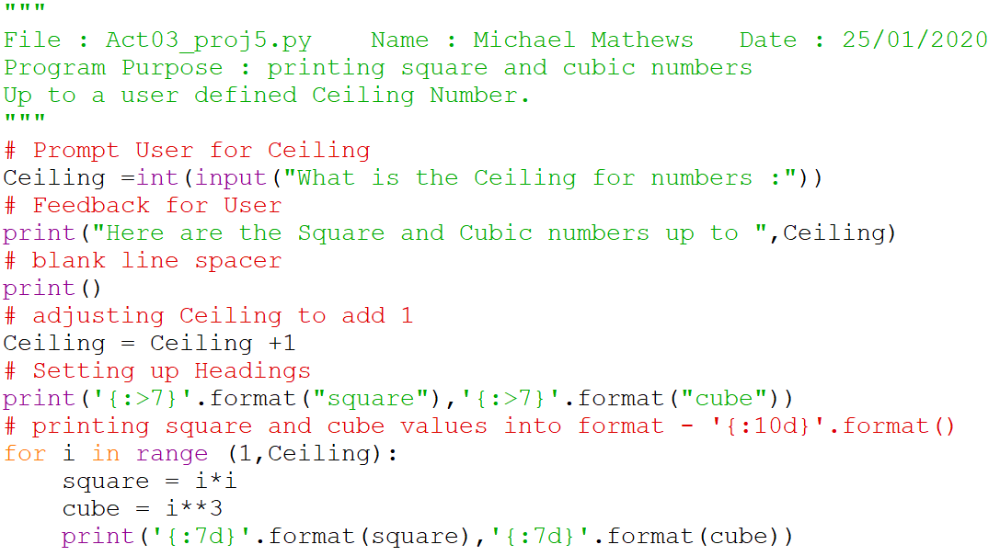 """
File : Act03_proj5.py    Name : Michael Mathews   Date : 25/01/2020
Program Purpose : printing square and cubic numbers
Up to a user defined Ceiling Number.
"""
# Prompt User for Ceiling
Ceiling =int(input("What is the Ceiling for numbers :"))
# Feedback for User
print("Here are the Square and Cubic numbers up to ",Ceiling)
# blank line spacer
print()
# adjusting Ceiling to add 1
Ceiling = Ceiling +1
# Setting up Headings
print('{:>7}'.format("square"),'{:>7}'.format("cube"))
# printing square and cube values into format - '{:10d}'.format()
for i in range (1,Ceiling):
    square = i*i
    cube = i**3
    print('{:7d}'.format(square),'{:7d}'.format(cube))